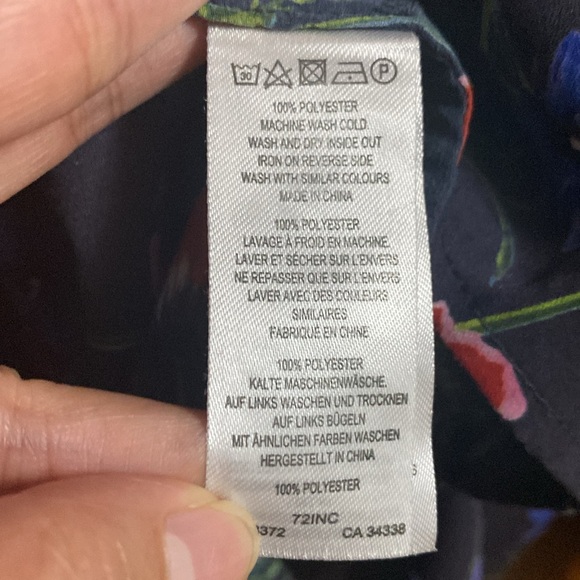 30 P
100% POLYESTER
MACHINE WASH COLD.
WASH AND DRY INSIDE OUT
IRON ON REVERSE SIDE
WASH WITH SIMILAR COLOURS
MADE IN CHINA
100% POLYESTER
LAVAGE À FROID EN MACHINE.
LAVER ET SÉCHER SUR L'ENVERS
NE REPASSER QUE SUR L'ENVERS
LAVER AVEC DES COULEURS
SIMILAIRES
FABRIQUÉ EN CHINE
100% POLYESTER
KALTE MASCHINENWÄSCHE.
AUF LINKS WASCHEN UND TROCKNEN
AUF LINKS BÜGELN
MIT ÄHNLICHEN FARBEN WASCHEN
HERGESTELLT IN CHINA
100% POLYESTER
72INC
CA 34338